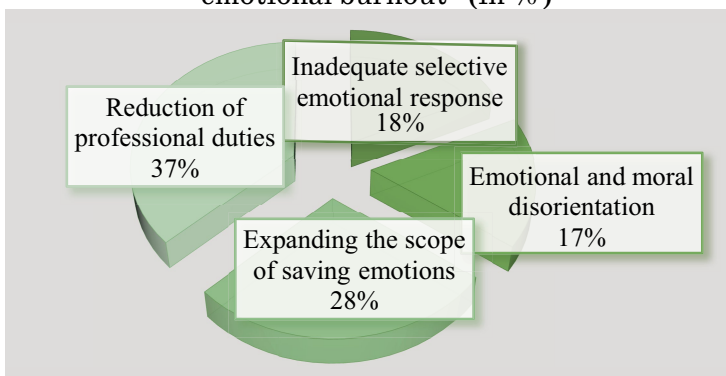 emotional burnout" (in %)
Inadequate selective
emotional response
18%
Reduction of
professional duties
37%
Emotional and moral
disorientation
17%
Expanding the scope
of saving emotions
28%